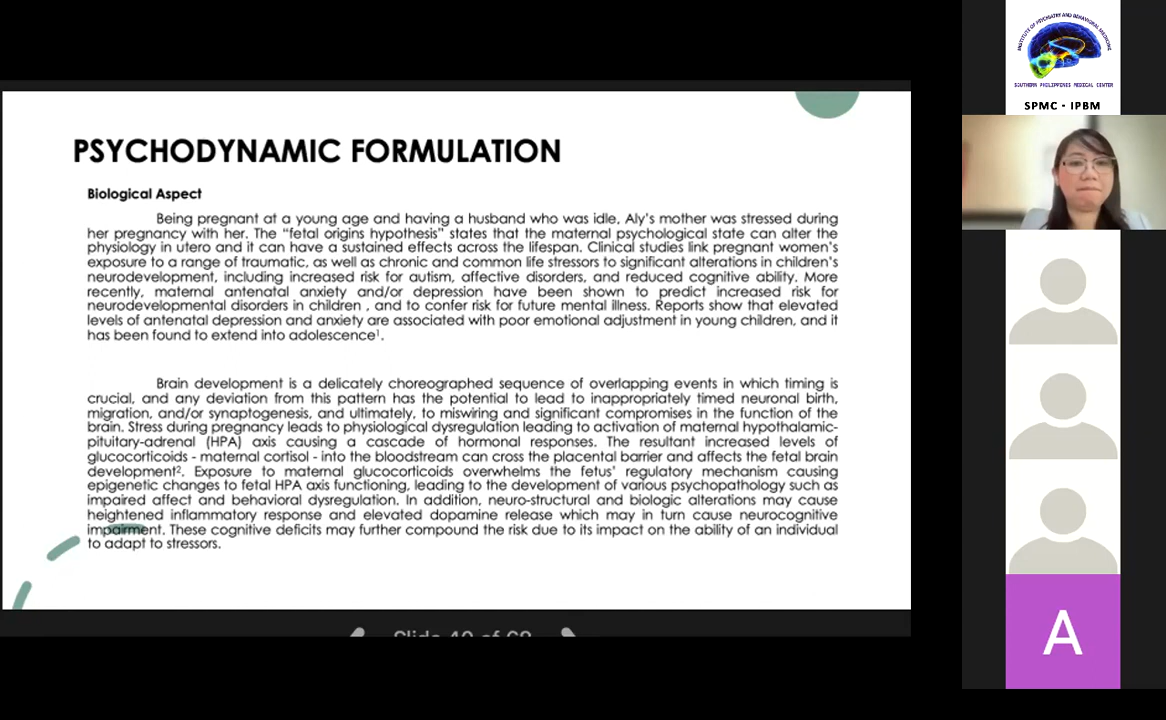 PSYCHODYNAMIC FORMULATION
Biological Aspect
Being pregnant at a young age and having a husband who was idle, Aly's mother was stressed during
her pregnancy with her. The “fetal origins hypothesis” states that the maternal psychological state can alter the
physiology in utero and it can have a sustained effects across the lifespan. Clinical studies link pregnant women's
exposure to a range of traumatic, as well as chronic and common life stressors to significant alterations in children's
neurodevelopment, including increased risk for autism, affective disorders, and reduced cognitive ability. More
recently, maternal antenatal anxiety and/or depression have been shown to predict increased risk for
neurodevelopmental disorders in children , and to confer risk for future mental illness. Reports show that elevated
levels of antenatal depression and anxiety are associated with poor emotional adjustment in young children, and it
has been found to extend into adolescence¹.
Brain development is a delicately choreographed sequence of overlapping events in which timing is
crucial, and any deviation from this pattern has the potential to lead to inappropriately timed neuronal birth,
migration, and/or synaptogenesis, and ultimately, to miswiring and significant compromises in the function of the
brain. Stress during pregnancy leads to physiological dysregulation leading to activation of maternal hypothalamic-
pituitary-adrenal (HPA) axis causing a cascade of hormonal responses. The resultant increased levels of
glucocorticoids - maternal cortisol - into the bloodstream can cross the placental barrier and affects the fetal brain
development². Exposure to maternal glucocorticoids overwhelms the fetus' regulatory mechanism causing
epigenetic changes to fetal HPA axis functioning, leading to the development of various psychopathology such as
impaired affect and behavioral dysregulation. In addition, neuro-structural and biologic alterations may cause
heightened inflammatory response and elevated dopamine release which may in turn cause neurocognitive
impairment. These cognitive deficits may further compound the risk due to its impact on the ability of an individual
to adapt to stressors.
Slide 40 of
INSTITUTE OF PSYCHIATRY AND BEHAVIORAL MEDICINE
SOUTHERN PHILIPPINES MEDICAL CENTER
SPMC - IPBM
A